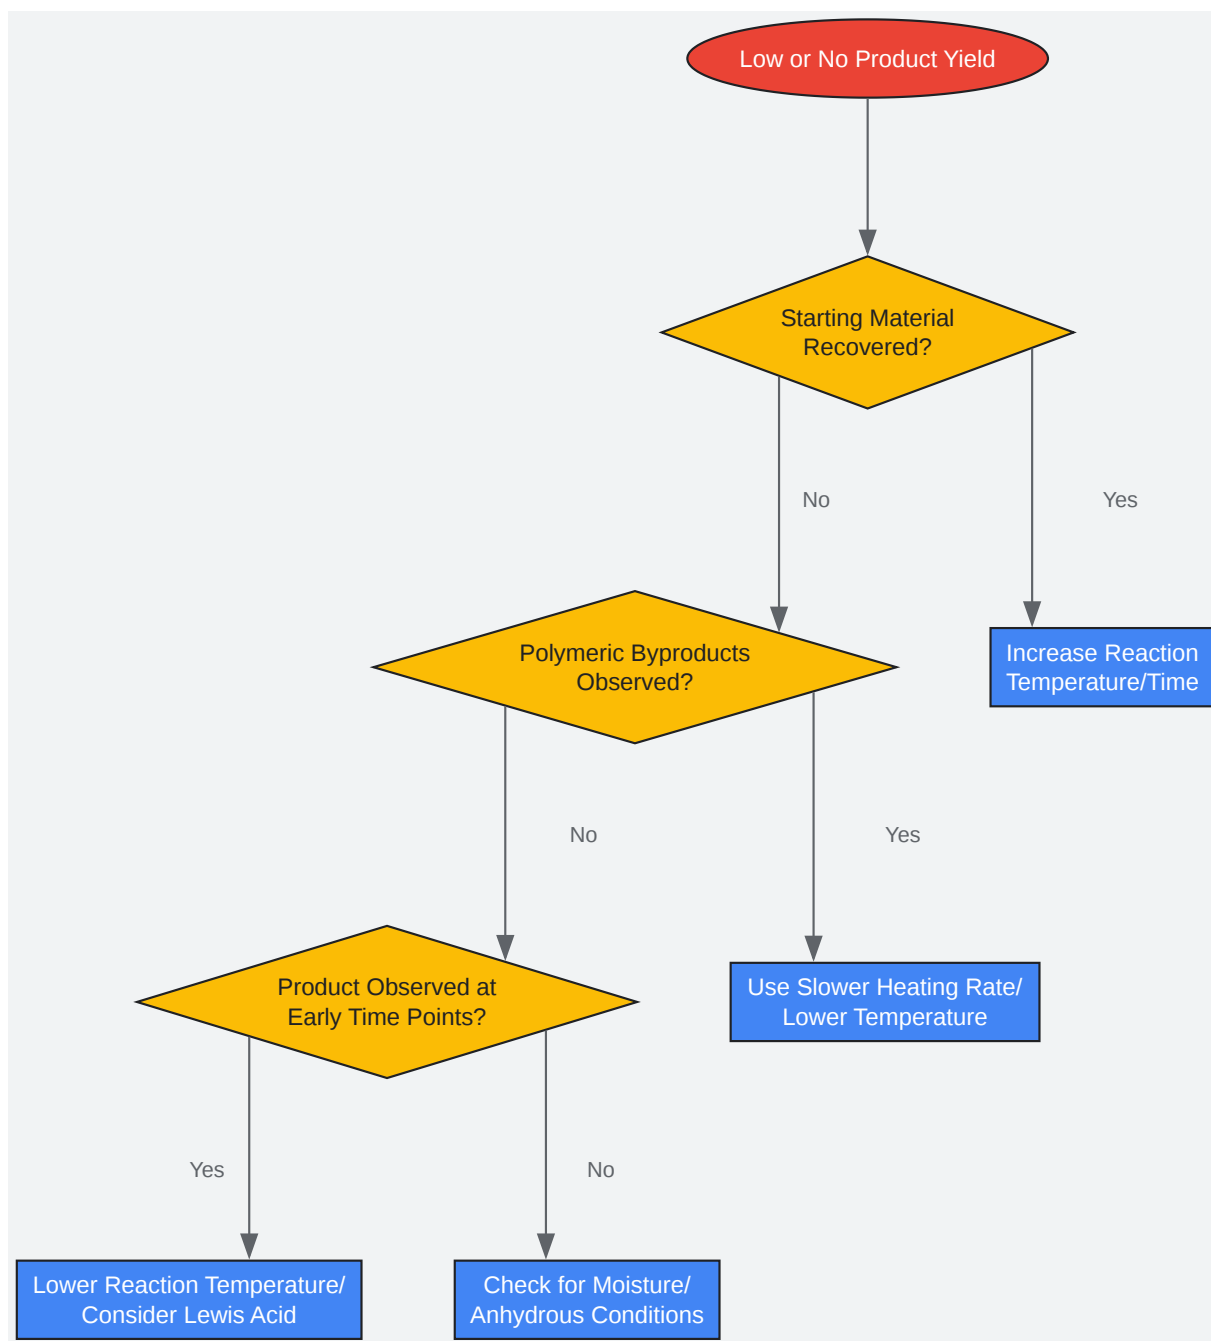 Low or No Product Yield
Starting Material
Recovered?
No
Yes
Polymeric Byproducts
Observed?
Increase Reaction
Temperature/Time
No
Yes
Product Observed at
Early Time Points?
Use Slower Heating Rate/
Lower Temperature
Yes
No
Lower Reaction Temperature/
Consider Lewis Acid
Check for Moisture/
Anhydrous Conditions